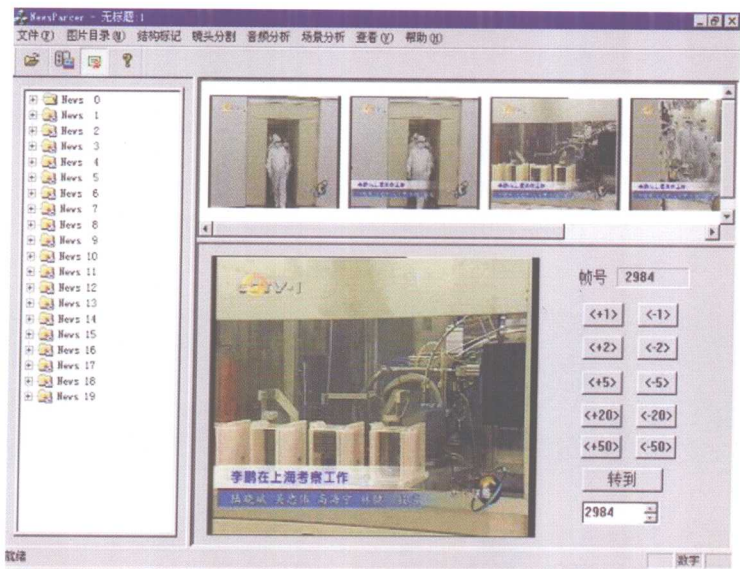 NewsParcer - 无标题:1
文件(F) 图片目录(M) 结构标记 镜头分割 音频分析 场景分析 查看(V) 帮助(H)
News 0
News 1
News 2
News 3
News 4
News 5
News 6
News 7
News 8
News 9
News 10
News 11
News 12
News 13
News 14
News 15
News 16
News 17
News 18
News 19
帧号 2984
<+1> <-1>
<+2> <-2>
<+5> <-5>
<+20> <-20>
<+50> <-50>
转到
2984
CCTV-1
李鹏在上海考察工作
就绪
数字